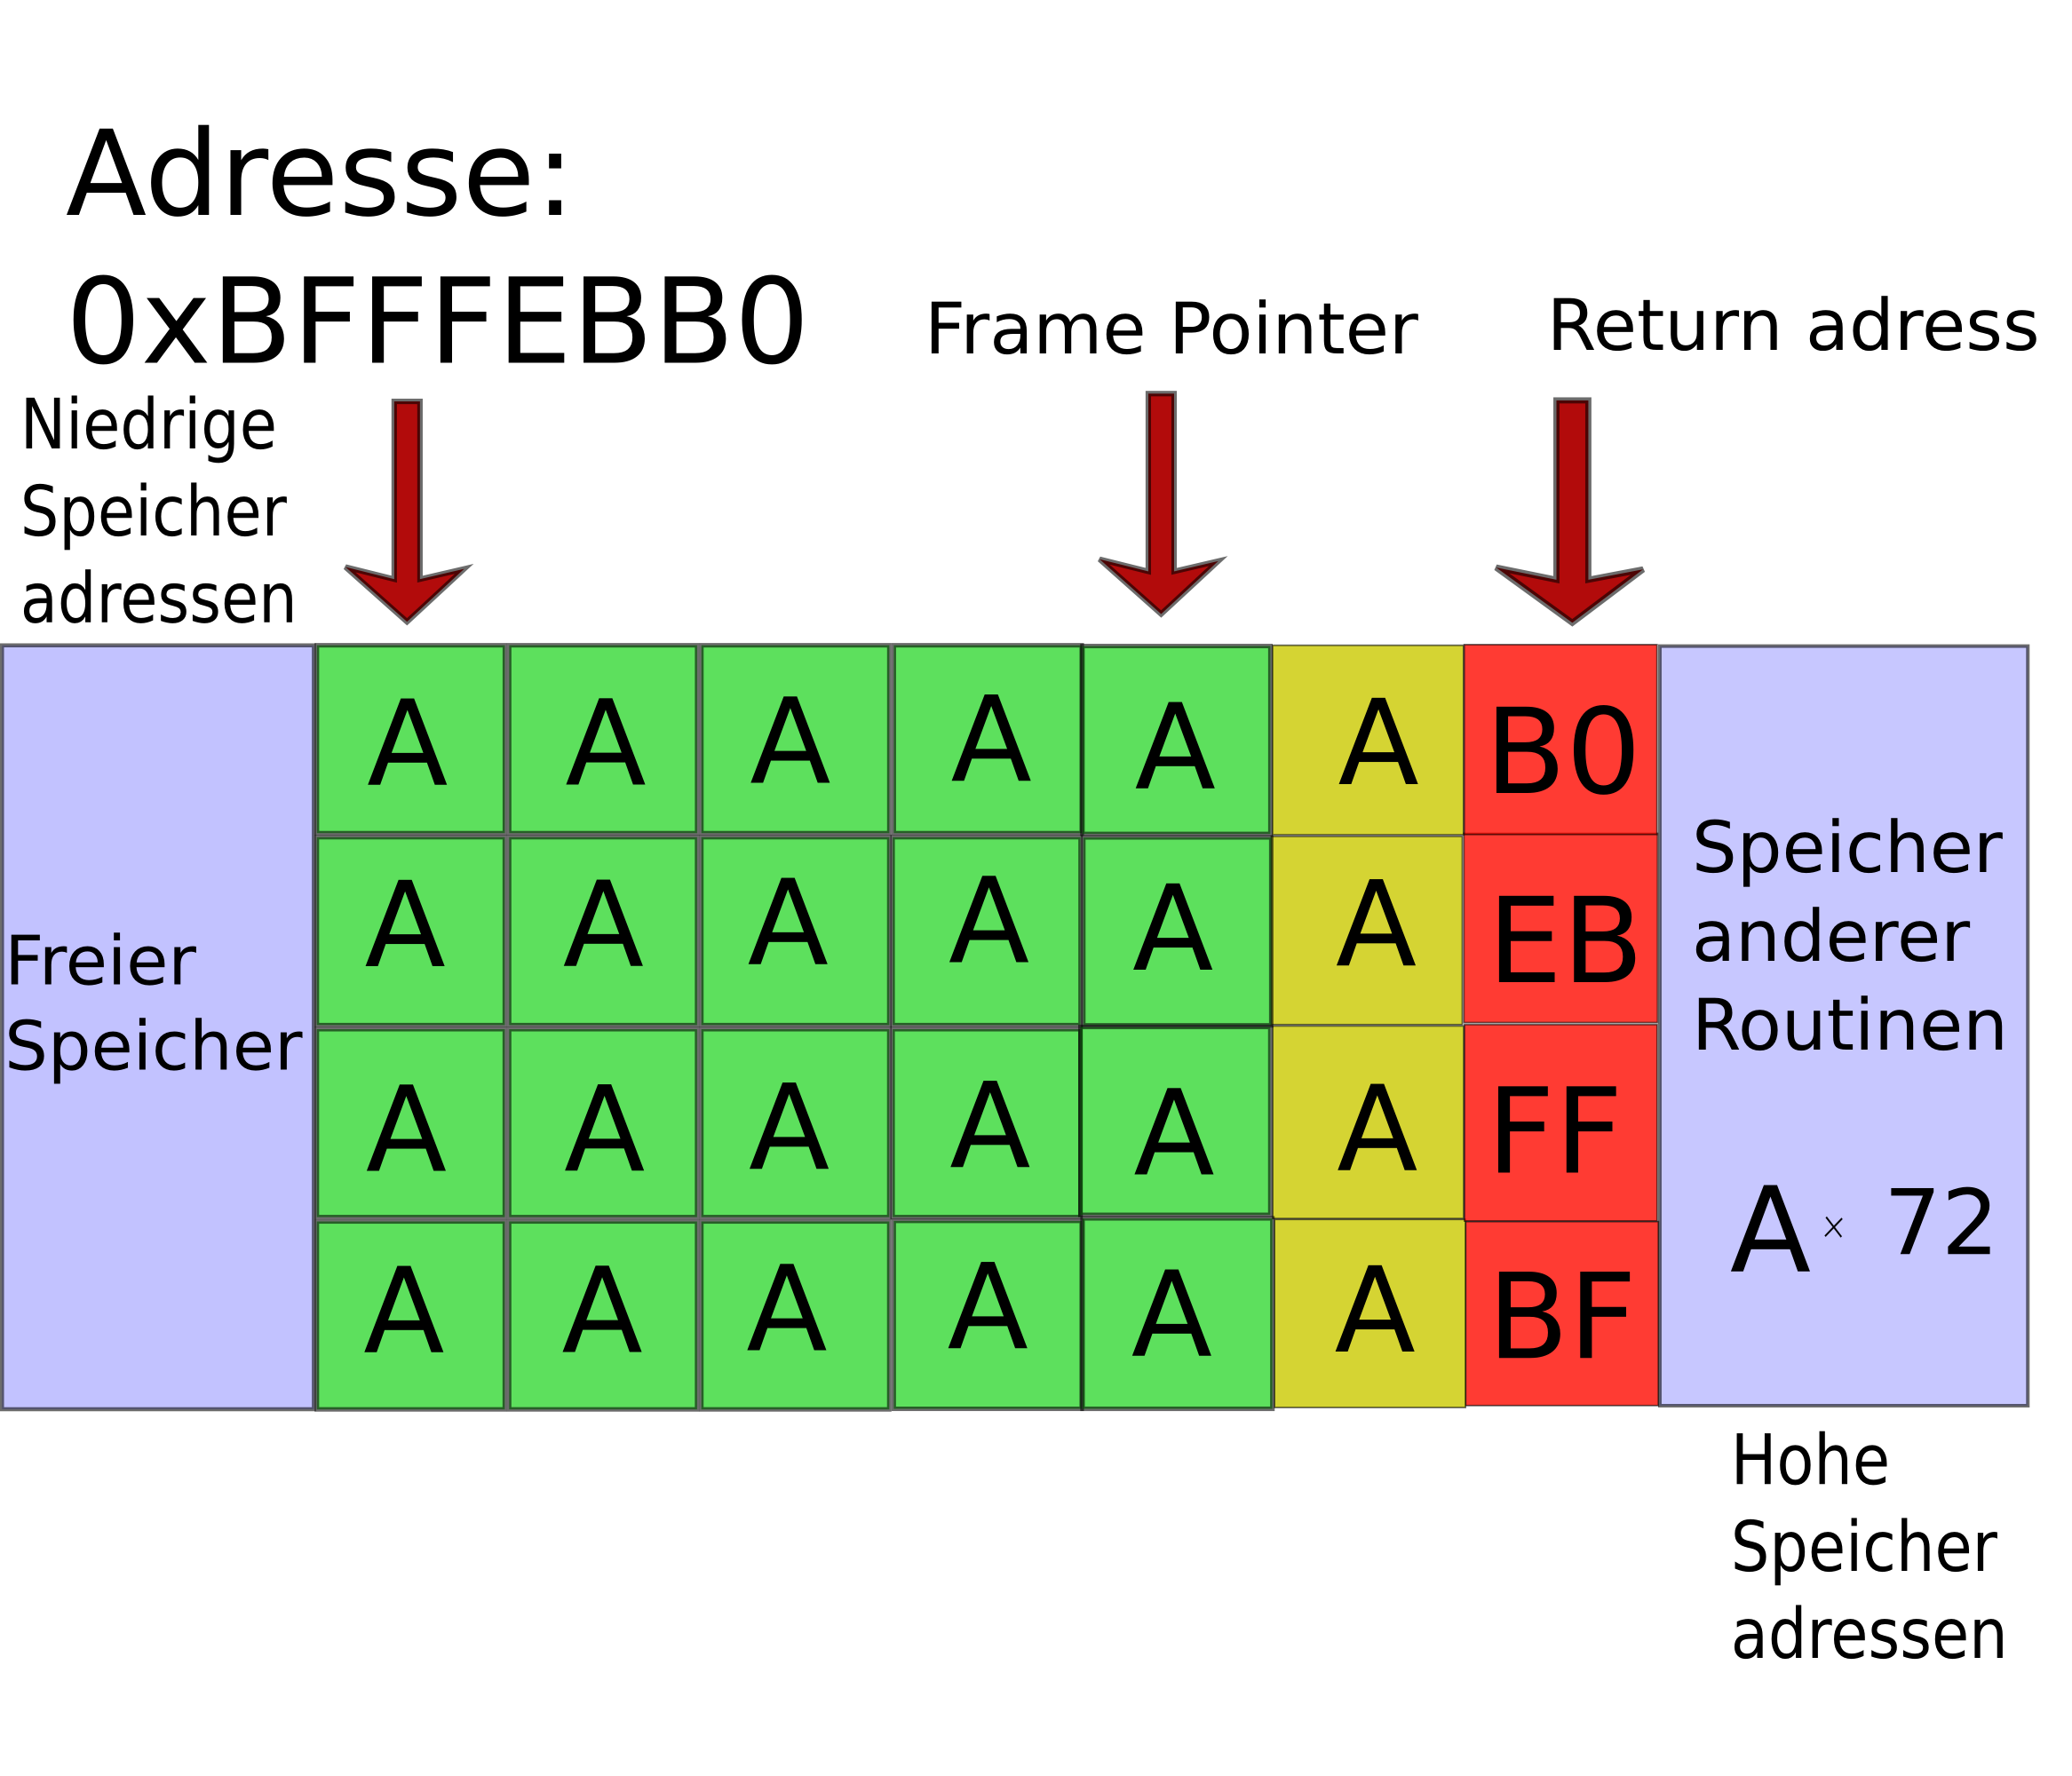 Adresse:
0xBFFFEBB0
Frame Pointer
Return adress
Niedrige
Speicher
adressen
A A A A A A B0
A A A A A A EB
A A A A A A FF
A A A A A A BF
Freier
Speicher
Speicher
anderer
Routinen
A × 72
Hohe
Speicher
adressen